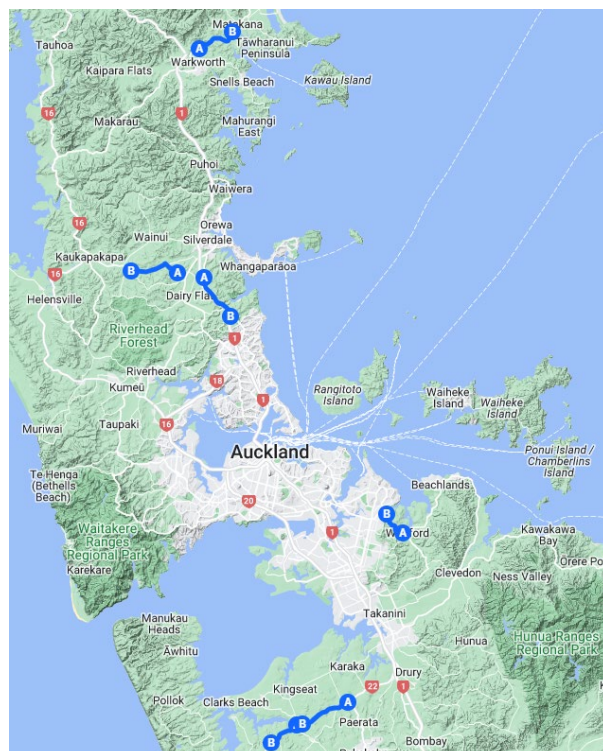 Matakana
B
Tauhoa
A
Tāwharanui
Peninsula
Warkworth
Kaipara Flats
Snells Beach
Kawau Island
16
1
Makarau
Mahurangi
East
Puhoi
Waiwera
16
Orewa
Wainui
Silverdale
Kaukapakapa
16
B
A
A
Whangaparāoa
Helensville
Dairy Fla
B
Riverhead
Forest
1
Riverhead
18
Rangitoto
Island
Waiheke
Island
Waiheke
Island
Kumeū
1
Muriwai
Taupaki
16
Auckland
Ponui Island /
Chamberlins
Island
Te Henga
(Bethells
Beach)
Beachlands
20
B
Waitakere
Ranges
Regional Park
1
W
A
ford
Kawakawa
Bay
Orere Po
Karekare
Clevedon
Ness Valley
Takanini
Manukau
Heads
Hunua
Hunua Ranges
Regional Park
Awhitu
Karaka
Drury
Pollok
Kingseat
22
1
Clarks Beach
A
B
Paerata
B
Bombay